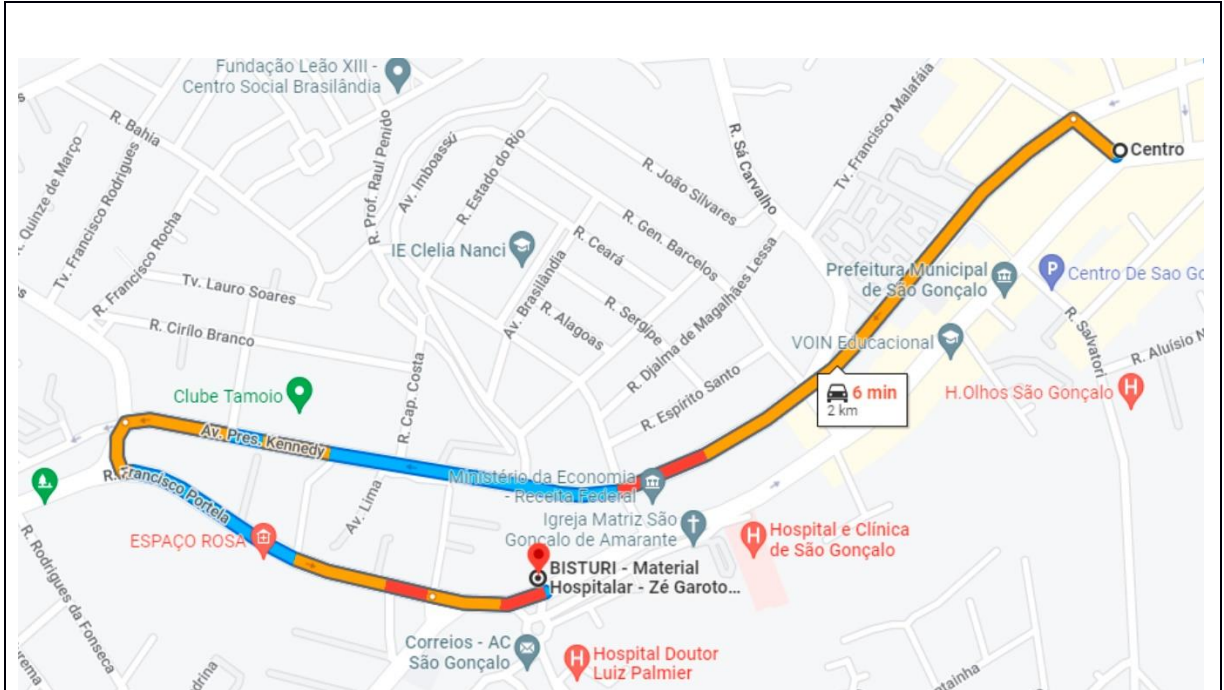 Fundação Leão XIII -
Centro Social Brasilândia
R. Bahia
R. Quinze de Março
Tv. Francisco Rodrigues
R. Francisco Rocha
R. Prof. Raul Penido
Av. Imboassú
R. Estado do Rio
R. João Silvares
R. Sá Carvalho
Tv. Francisco Malafáia
Centro
IE Clelia Nanci
R. Gen. Barcelos
R. Ceará
Av. Brasilândia
R. Sergipe
R. Alagoas
R. Djalma de Magalhães Lessa
Prefeitura Municipal
de São Gonçalo
Centro De Sao Go
Tv. Lauro Soares
R. Cirílo Branco
R. Salvatori
R. Aluísio N
VOIN Educacional
6 min
2 km
H.Olhos São Gonçalo
Clube Tamoio
R. Cap. Costa
R. Espírito Santo
Av. Pres. Kennedy
R. Francisco Portela
Ministério da Economia
- Receita Federal
Av. Lima
Igreja Matriz São
Gonçalo de Amarante
Hospital e Clínica
de São Gonçalo
ESPAÇO ROSA
BISTURI - Material
Hospitalar - Zé Garoto...
R. Rodrigues da Fonseca
Correios - AC
São Gonçalo
Hospital Doutor
Luiz Palmier